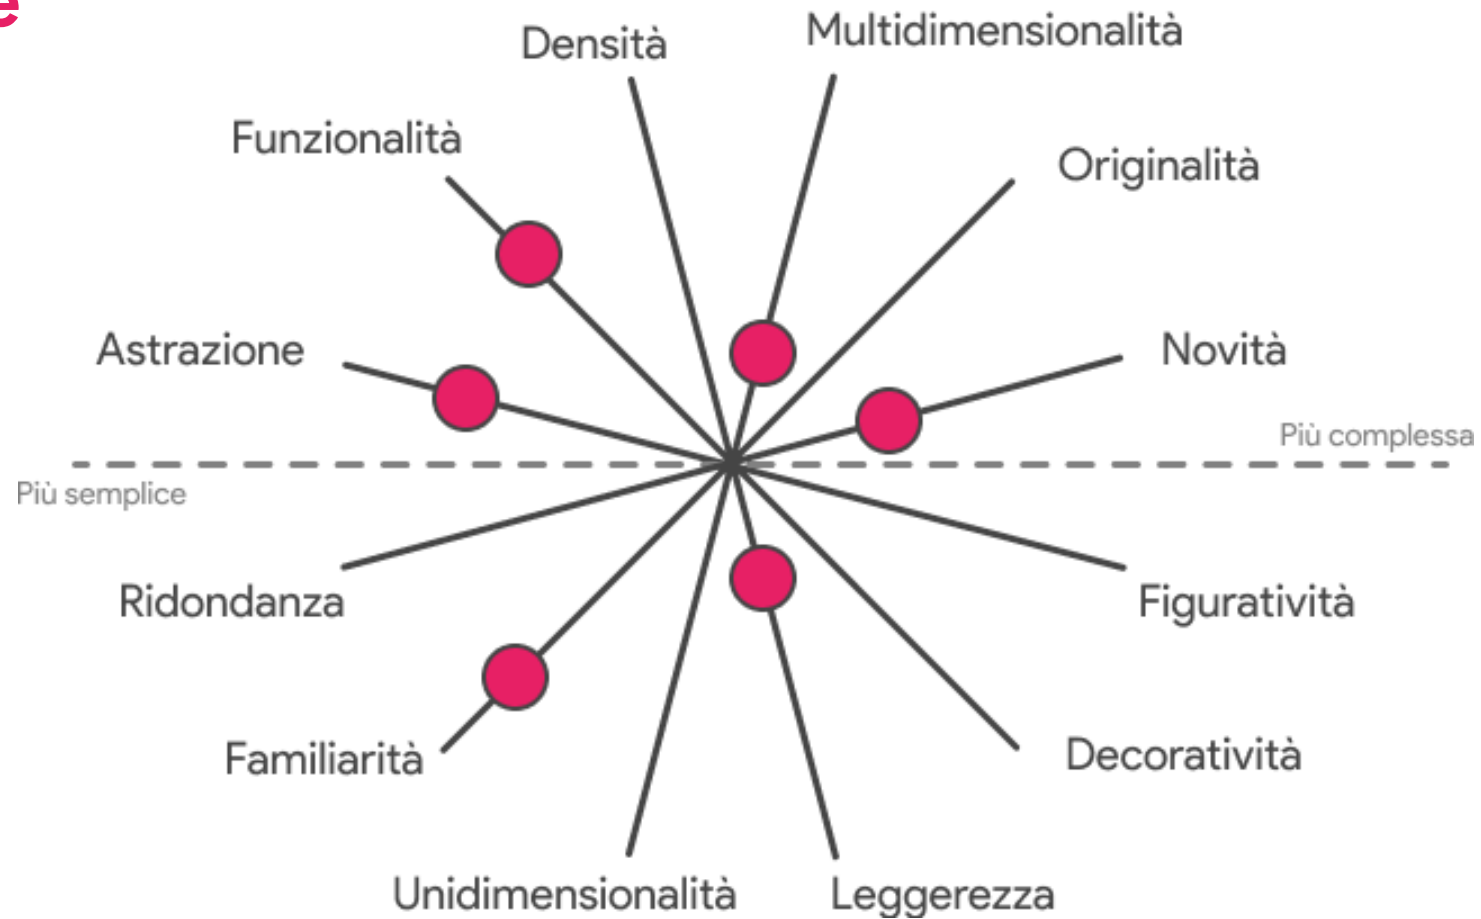 e
Densità
Multidimensionalità
Funzionalità
Originalità
Astrazione
Novità
Più complessa
Più semplice
Ridondanza
Figuratività
Familiarità
Decoratività
Unidimensionalità
Leggerezza